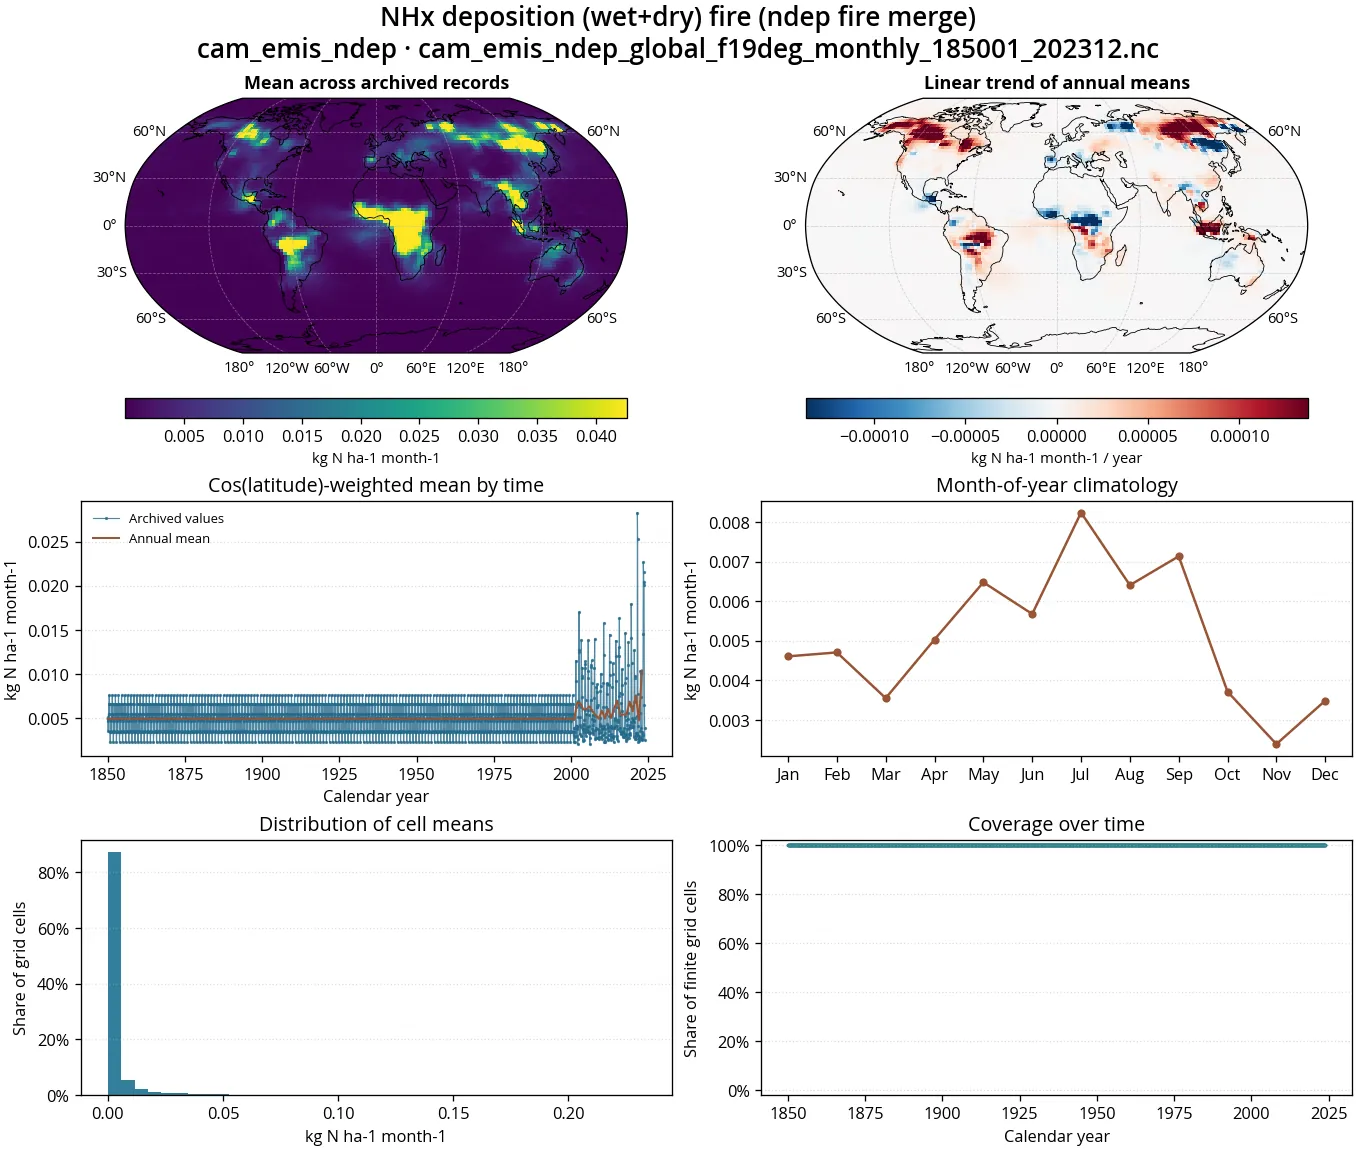 NHx deposition (wet+dry) fire (ndep fire merge)
cam_emis_ndep · cam_emis_ndep_global_f19deg_monthly_185001_202312.nc
Mean across archived records
60°N 60°N
30°N
0°
30°S
60°S 60°S
180° 120°W 60°W 0° 60°E 120°E 180°
0.005 0.010 0.015 0.020 0.025 0.030 0.035 0.040
kg N ha-1 month-1
Linear trend of annual means
60°N 60°N
30°N
0°
30°S
60°S 60°S
180° 120°W 60°W 0° 60°E 120°E 180°
−0.00010 −0.00005 0.00000 0.00005 0.00010
kg N ha-1 month-1 / year
Cos(latitude)-weighted mean by time
kg N ha-1 month-1
Archived values
Annual mean
0.025
0.020
0.015
0.010
0.005
1850 1875 1900 1925 1950 1975 2000 2025
Calendar year
Month-of-year climatology
kg N ha-1 month-1
0.008
0.007
0.006
0.005
0.004
0.003
Jan Feb Mar Apr May Jun Jul Aug Sep Oct Nov Dec
Distribution of cell means
Share of grid cells
80%
60%
40%
20%
0%
0.00 0.05 0.10 0.15 0.20
kg N ha-1 month-1
Coverage over time
Share of finite grid cells
100%
80%
60%
40%
20%
0%
1850 1875 1900 1925 1950 1975 2000 2025
Calendar year